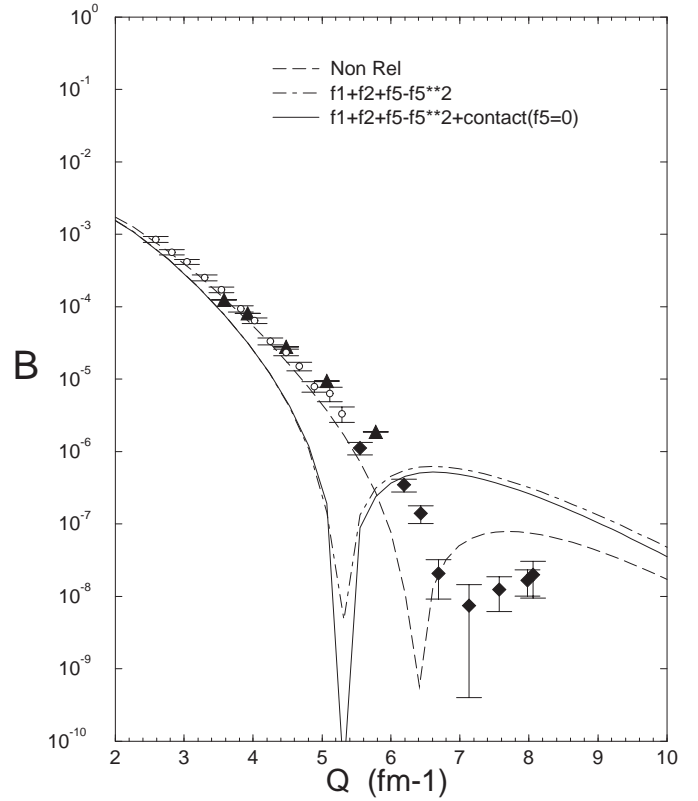 10^0
10^-1
10^-2
10^-3
10^-4
10^-5
10^-6
10^-7
10^-8
10^-9
10^-10
B
Non Rel
f1+f2+f5-f5**2
f1+f2+f5-f5**2+contact(f5=0)
2 3 4 5 6 7 8 9 10
Q (fm-1)